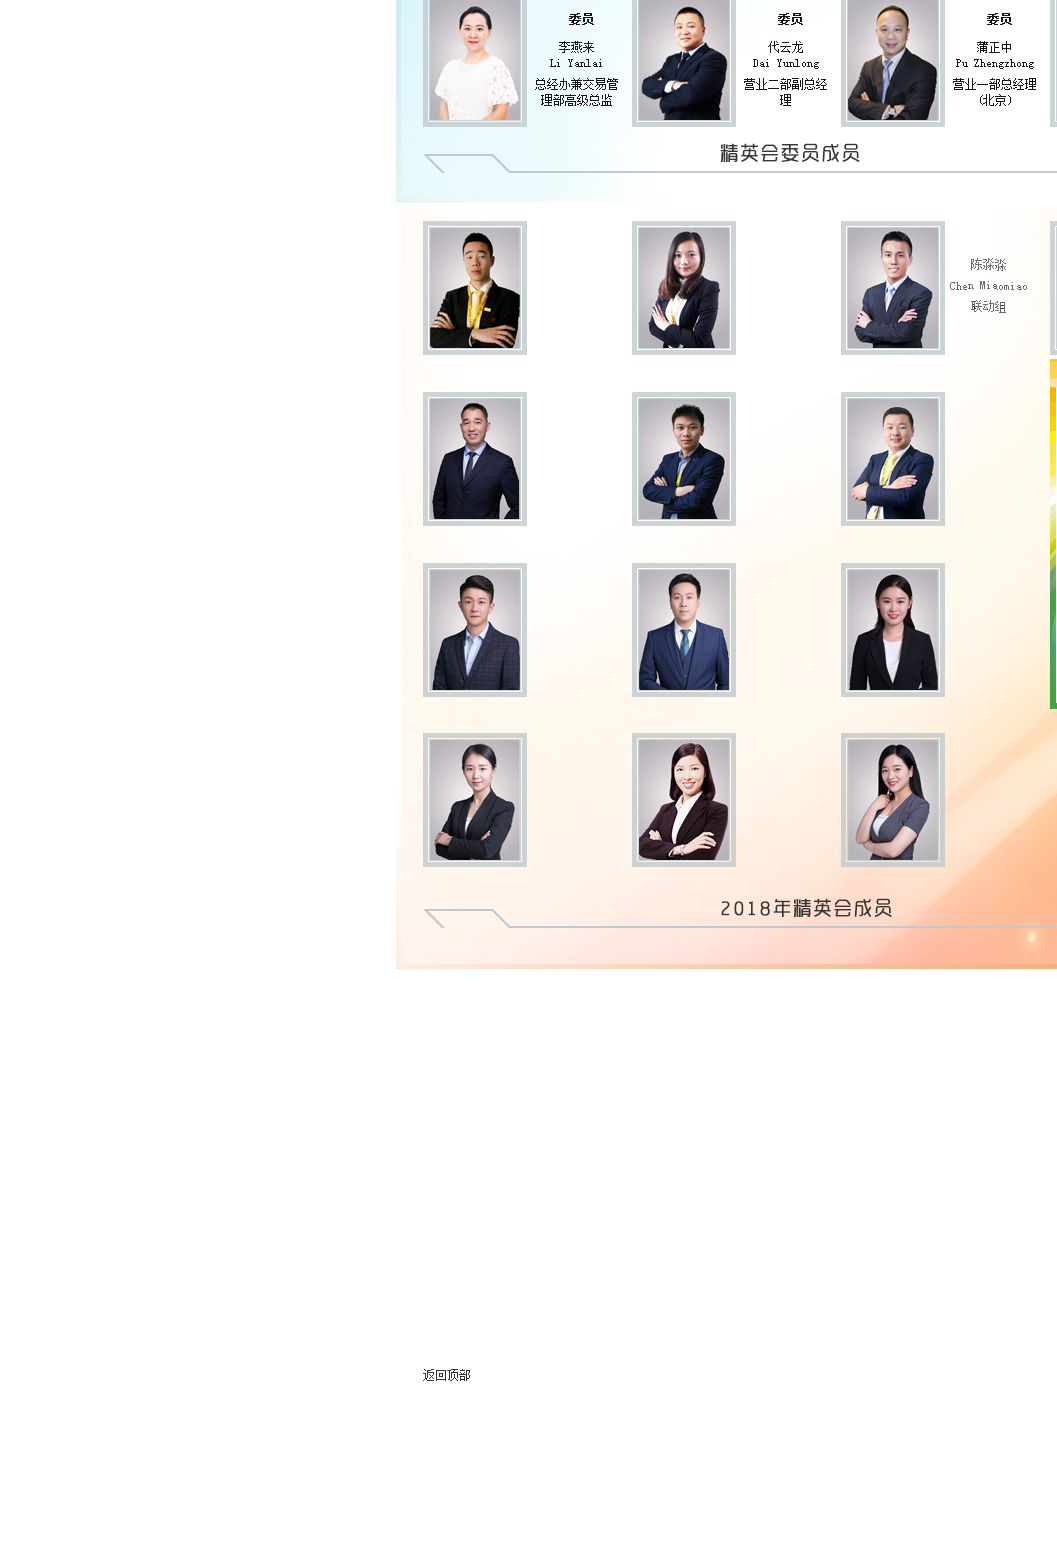 委员
李燕来
Li Yanlai
总经办兼交易管
理部高级总监
委员
代云龙
Dai Yunlong
营业二部副总经
理
委员
蒲正中
Pu Zhengzhong
营业一部总经理
(北京)
精英会委员成员
陈淼淼
Chen Miaomiao
联动组
2018年精英会成员
返回顶部